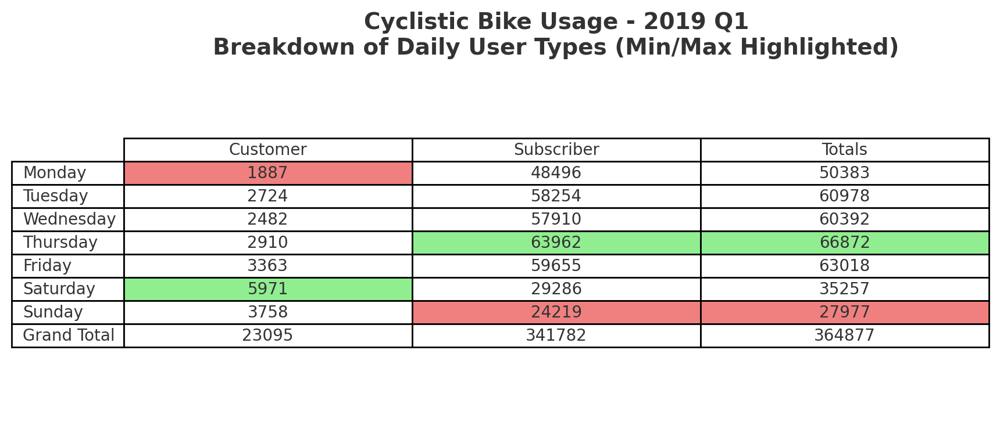 Cyclistic Bike Usage - 2019 Q1
Breakdown of Daily User Types (Min/Max Highlighted)
Customer Subscriber Totals
Monday 1887 48496 50383
Tuesday 2724 58254 60978
Wednesday 2482 57910 60392
Thursday 2910 63962 66872
Friday 3363 59655 63018
Saturday 5971 29286 35257
Sunday 3758 24219 27977
Grand Total 23095 341782 364877